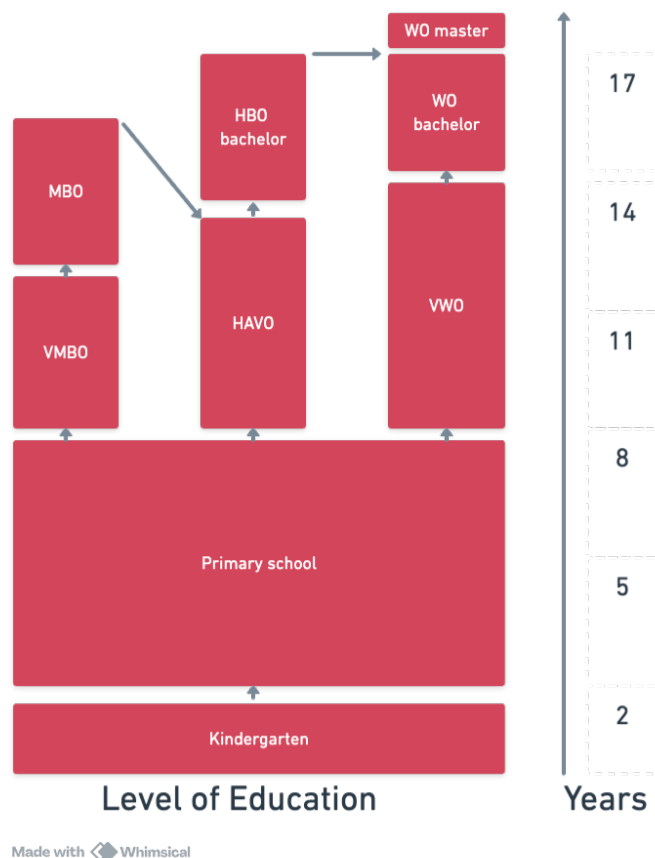 WO master
17
HBO
bachelor
WO
bachelor
MBO
14
HAVO
VWO
VMBO
11
8
Primary school
5
2
Kindergarten
Level of Education
Years
Made with Whimsical